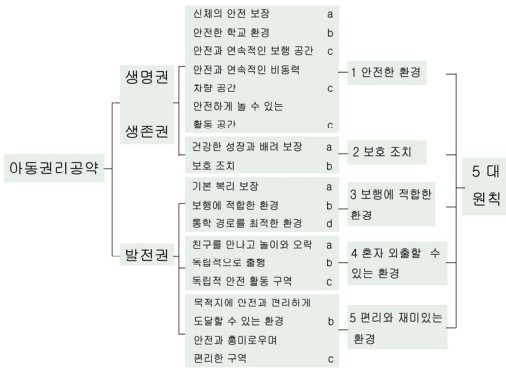 아동권리공약
생명권
생존권
발전권
신체의 안전 보장 a
안전한 학교 환경 b
안전과 연속적인 보행 공간 c
안전과 연속적인 비동력
차량 공간 c
안전하게 놀 수 있는
활동 공간 c
건강한 성장과 배려 보장 a
보호 조치 b
기본 복리 보장 a
보행에 적합한 환경 b
통학 경로를 최적한 환경 d
친구를 만나고 놀이와 오락 a
독립적으로 출행 b
독립적 안전 활동 구역 c
목적지에 안전과 편리하게
도달할 수 있는 환경 b
안전과 흥미로우며
편리한 구역 c
1 안전한 환경
2 보호 조치
3 보행에 적합한
환경
4 혼자 외출할 수
있는 환경
5 편리와 재미있는
환경
5 대
원칙